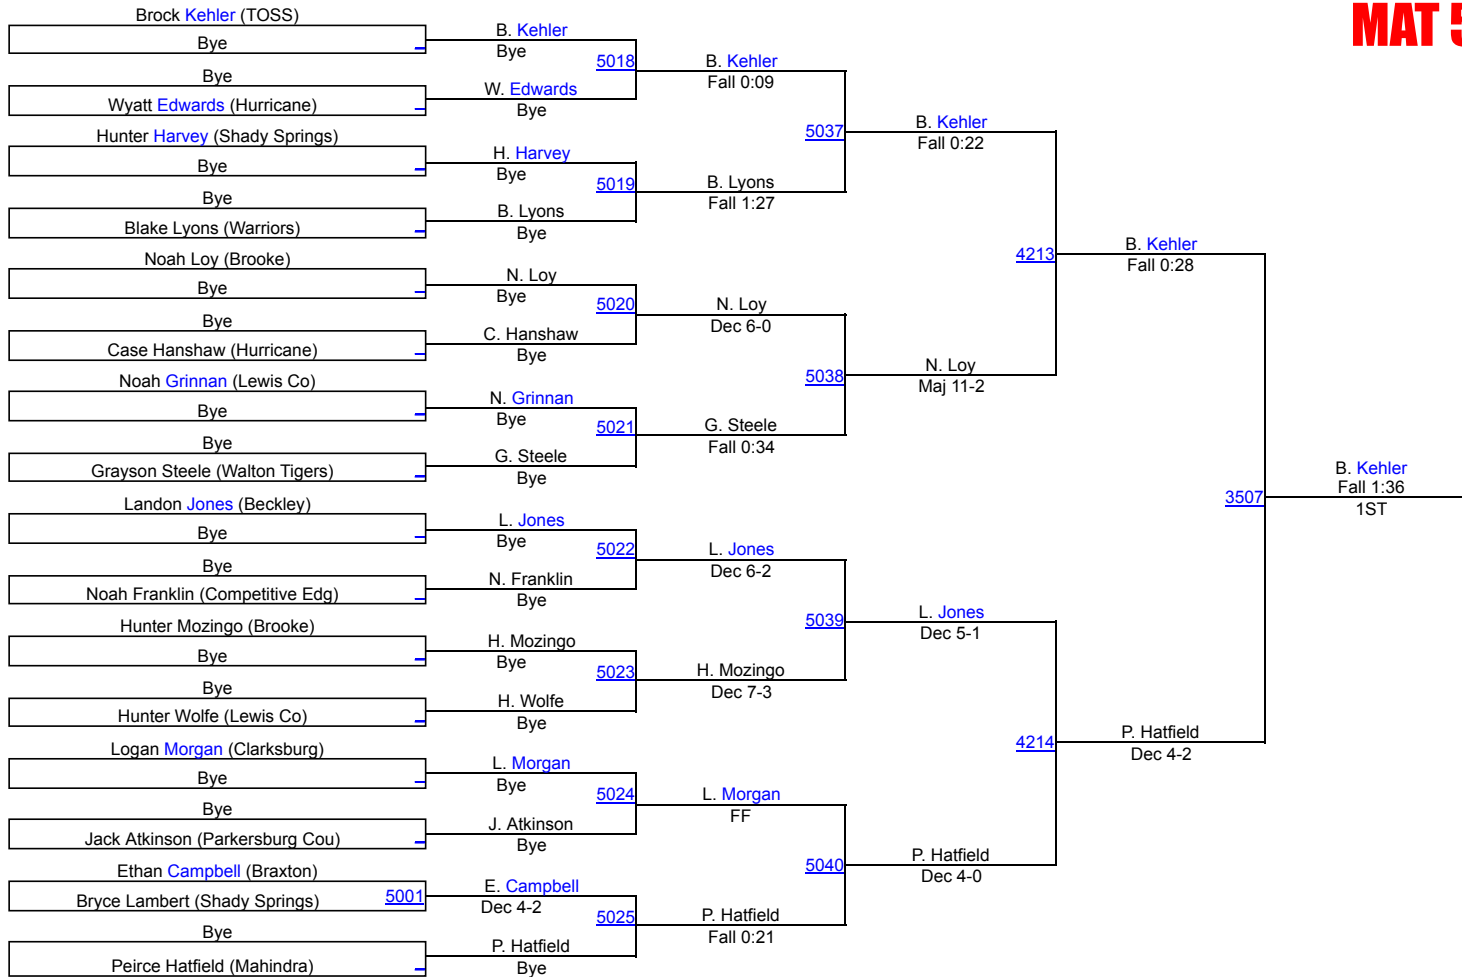 MAT 5
Brock Kehler (TOSS)
Bye
Bye
Wyatt Edwards (Hurricane)
Hunter Harvey (Shady Springs)
Bye
Bye
Blake Lyons (Warriors)
Noah Loy (Brooke)
Bye
Bye
Case Hanshaw (Hurricane)
Noah Grinnan (Lewis Co)
Bye
Bye
Grayson Steele (Walton Tigers)
Landon Jones (Beckley)
Bye
Bye
Noah Franklin (Competitive Edg)
Hunter Mozingo (Brooke)
Bye
Bye
Hunter Wolfe (Lewis Co)
Logan Morgan (Clarksburg)
Bye
Bye
Jack Atkinson (Parkersburg Cou)
Ethan Campbell (Braxton)
Bryce Lambert (Shady Springs) 5001
Bye
Peirce Hatfield (Mahindra)
B. Kehler
Bye
5018
W. Edwards
Bye
H. Harvey
Bye
5019
B. Lyons
Bye
N. Loy
Bye
5020
C. Hanshaw
Bye
N. Grinnan
Bye
5021
G. Steele
Bye
L. Jones
Bye
5022
N. Franklin
Bye
H. Mozingo
Bye
5023
H. Wolfe
Bye
L. Morgan
Bye
5024
J. Atkinson
Bye
E. Campbell
Dec 4-2
5025
P. Hatfield
Bye
B. Kehler
Fall 0:09
5037
B. Lyons
Fall 1:27
N. Loy
Dec 6-0
5038
G. Steele
Fall 0:34
L. Jones
Dec 6-2
5039
H. Mozingo
Dec 7-3
L. Morgan
FF
5040
P. Hatfield
Fall 0:21
B. Kehler
Fall 0:22
4213
N. Loy
Maj 11-2
L. Jones
Dec 5-1
4214
P. Hatfield
Dec 4-0
B. Kehler
Fall 0:28
3507
P. Hatfield
Dec 4-2
B. Kehler
Fall 1:36
1ST